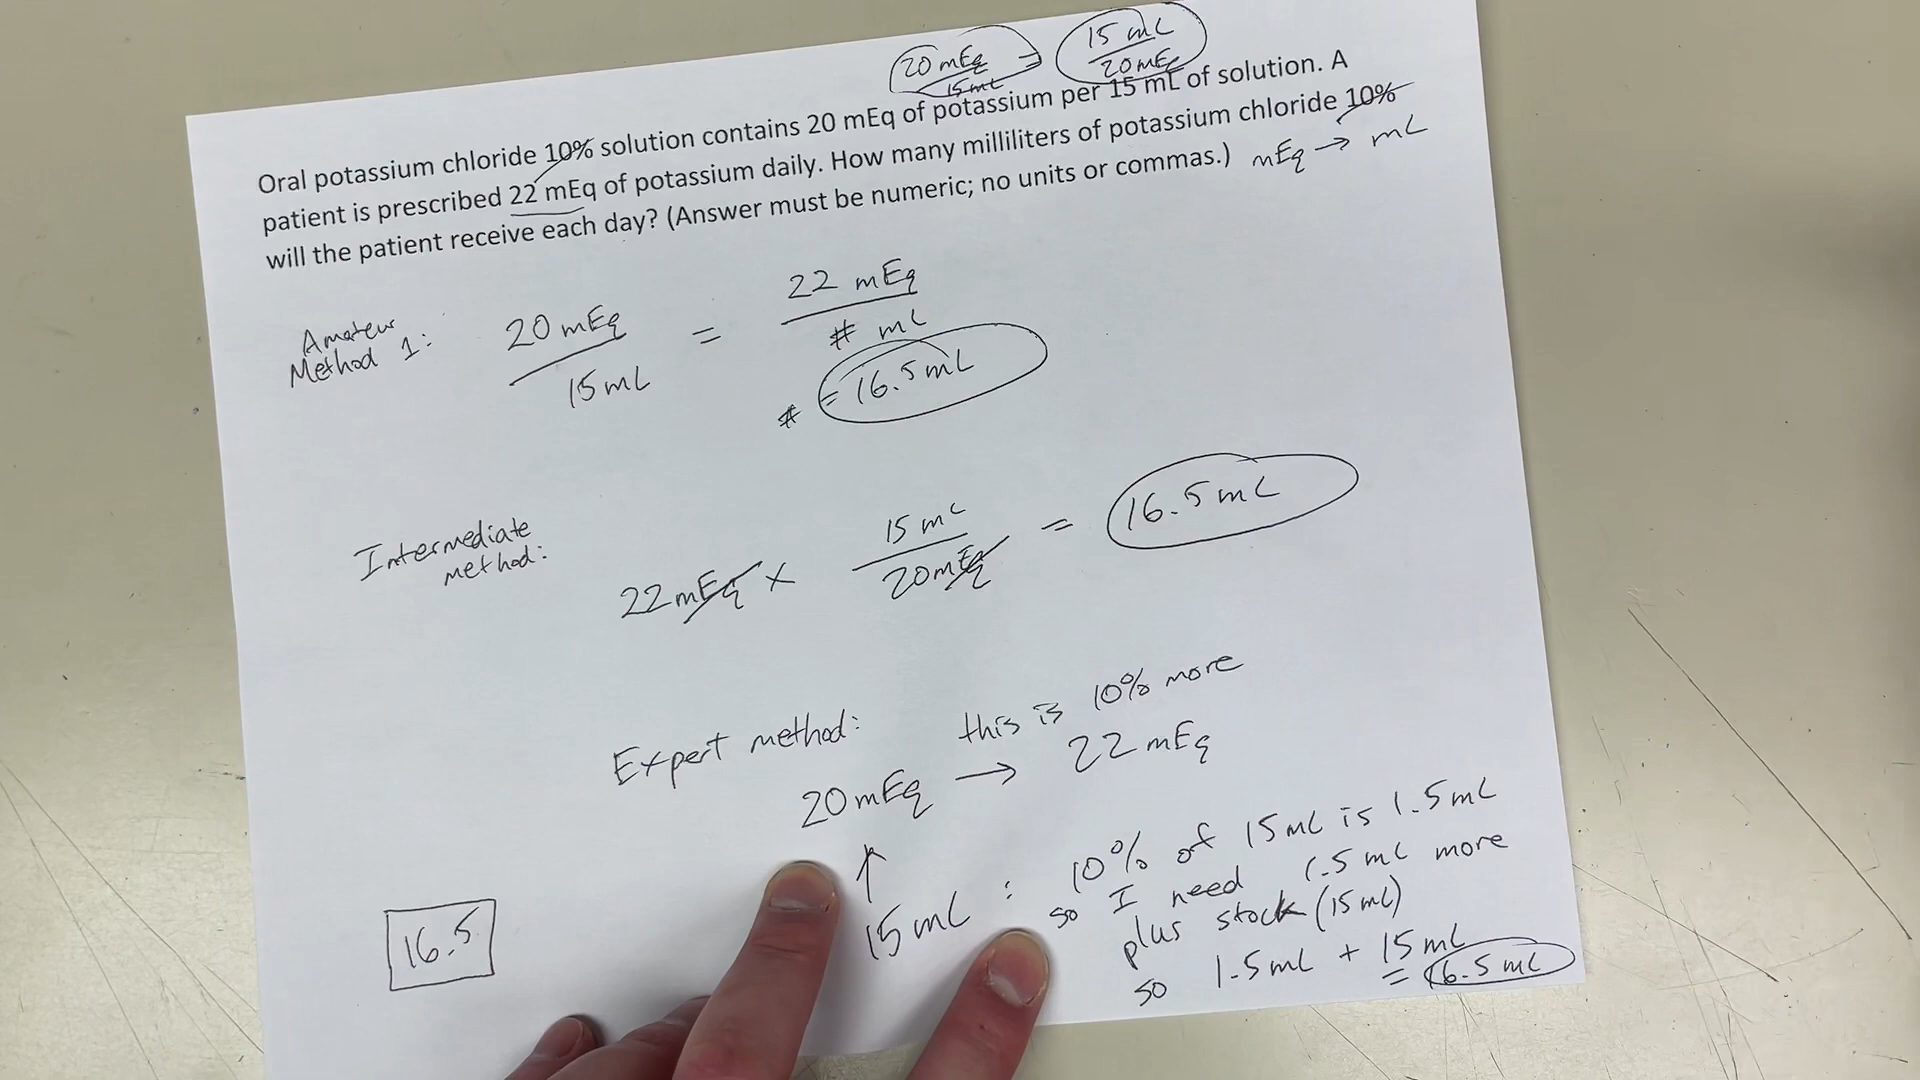 20 mEq = 15 mL
15mL 20mEq
Oral potassium chloride 10% solution contains 20 mEq of potassium per 15 mL of solution. A
patient is prescribed 22 mEq of potassium daily. How many milliliters of potassium chloride 10%
will the patient receive each day? (Answer must be numeric; no units or commas.) mEq → mL
Amateur
Method 1:
20 mEq = 22 mEq
15 mL # mL
# = 16.5 mL
Intermediate
method:
22 mEq x 15 mL = 16.5 mL
20 mEq
Expert method: this is 10% more
20 mEq → 22 mEq
↑
15 mL : 10% of 15 mL is 1.5 mL
so I need 1.5 mL more
plus stock (15 mL)
so 1.5 mL + 15 mL
= 16.5 mL
16.5